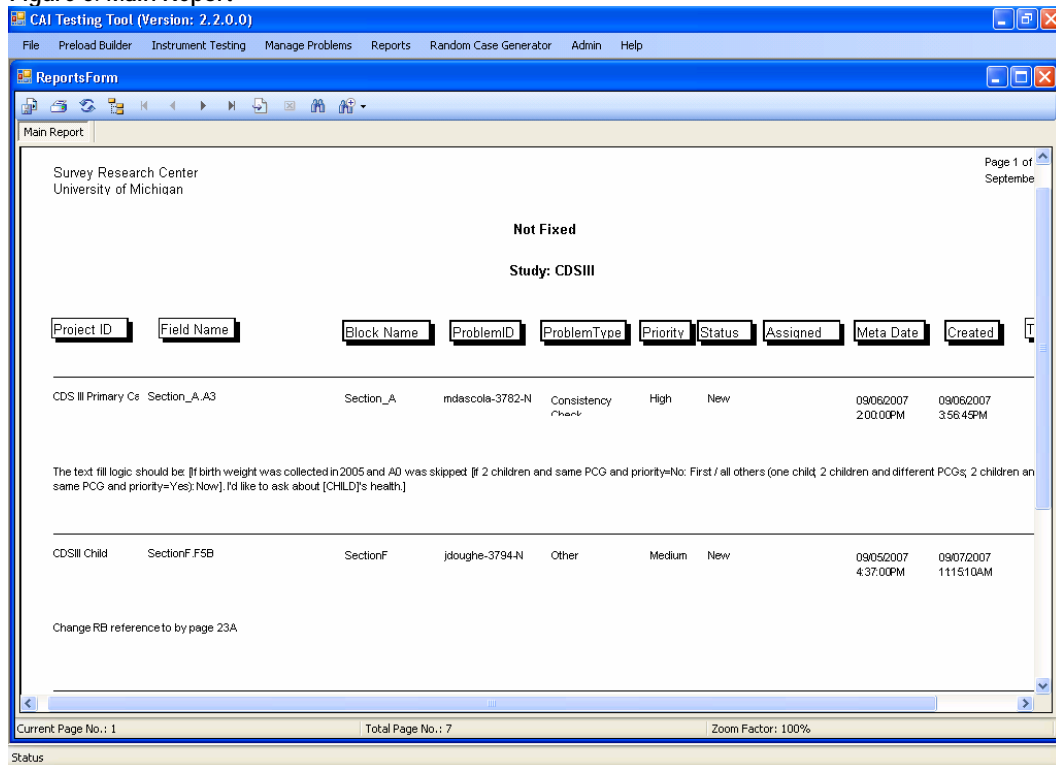 CAI Testing Tool (Version: 2.2.0.0)
File Preload Builder Instrument Testing Manage Problems Reports Random Case Generator Admin Help
ReportsForm
Main Report
Survey Research Center
University of Michigan
Page 1 of
Septembe
Not Fixed
Study: CDSIII
Project ID Field Name Block Name ProblemID ProblemType Priority Status Assigned Meta Date Created T
CDS III Primary Ca Section_A.A3 Section_A mdascola-3782-N Consistency Check High New 09/06/2007 2:00:00PM 09/06/2007 3:56:45PM
The text fill logic should be: [If birth weight was collected in 2005 and A0 was skipped: [if 2 children and same PCG and priority=No: First / all others (one child; 2 children and different PCGs; 2 children an
same PCG and priority=Yes): Now]. I'd like to ask about [CHILD]'s health.]
CDSIII Child SectionF.F5B SectionF jdoughe-3794-N Other Medium New 09/05/2007 4:37:00PM 09/07/2007 11:15:10AM
Change RB reference to by page 23A
Current Page No.: 1 Total Page No.: 7 Zoom Factor: 100%
Status